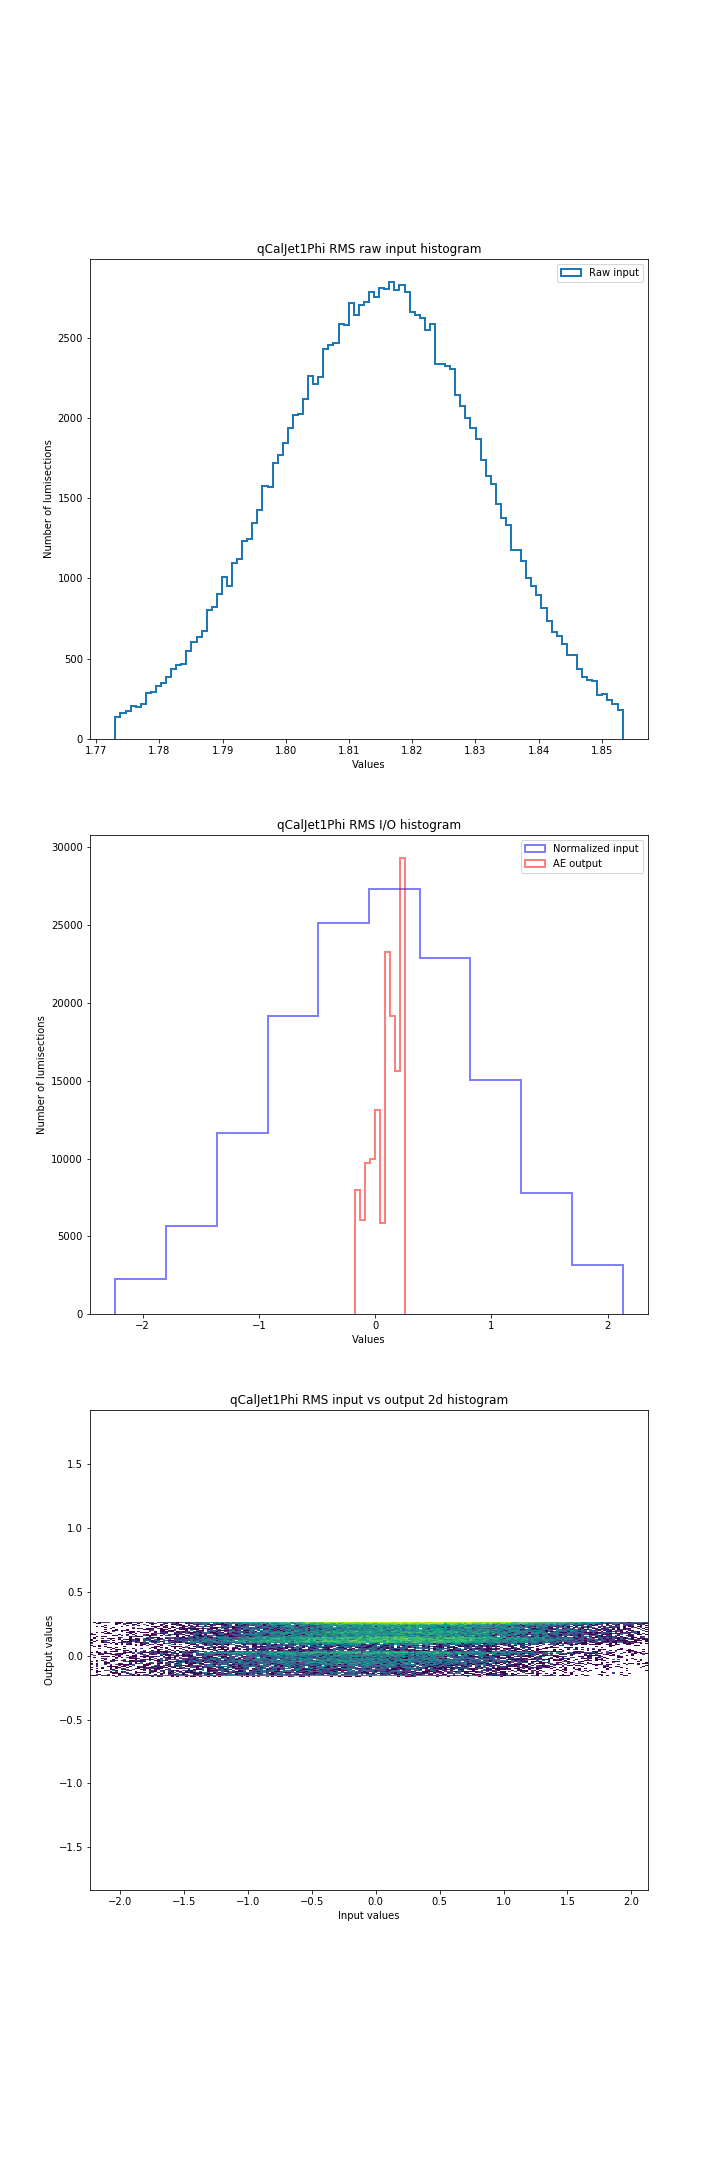 qCalJet1Phi RMS raw input histogram
Raw input
2500
2000
1500
1000
500
0
Number of lumisections
1.77 1.78 1.79 1.80 1.81 1.82 1.83 1.84 1.85
Values
qCalJet1Phi RMS I/O histogram
Normalized input
AE output
30000
25000
20000
15000
10000
5000
0
Number of lumisections
−2 −1 0 1 2
Values
qCalJet1Phi RMS input vs output 2d histogram
1.5
1.0
0.5
0.0
−0.5
−1.0
−1.5
Output values
−2.0 −1.5 −1.0 −0.5 0.0 0.5 1.0 1.5 2.0
Input values